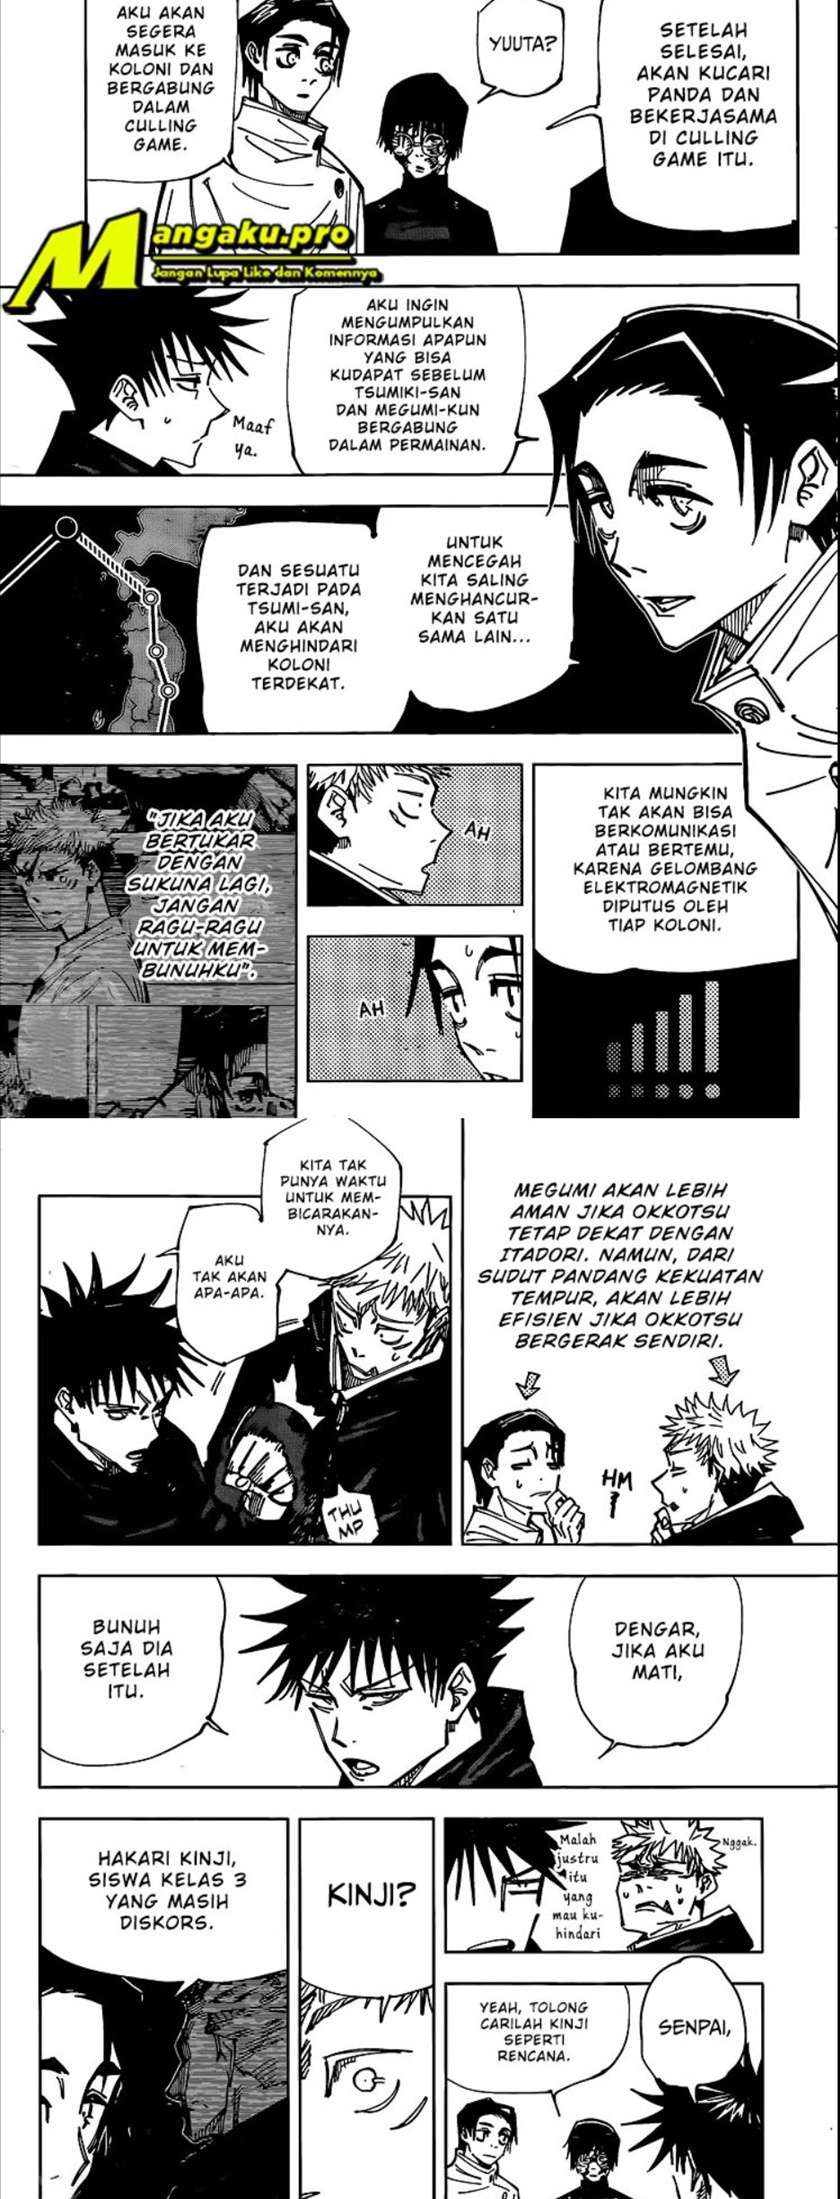 SETELAH
SELESAI,
AKAN KUCARI
PANDA DAN
BEKERJASAMA
DI CULLING
GAME ITU.
YUUTA?
AKU AKAN
SEGERA
MASUK KE
KOLONI DAN
BERGABUNG
DALAM
CULLING
GAME.
Mangaku.pro
Jangan Lupa Like dan Komennya
AKU INGIN
MENGUMPULKAN
INFORMASI APAPUN
YANG BISA
KUDAPAT SEBELUM
TSUMIKI-SAN
DAN MEGUMI-KUN
BERGABUNG
DALAM PERMAINAN.
Maaf
ya.
UNTUK
MENCEGAH
KITA SALING
MENGHANCUR-
KAN SATU
SAMA LAIN...
DAN SESUATU
TERJADI PADA
TSUMI-SAN,
AKU AKAN
MENGHINDARI
KOLONI
TERDEKAT.
KITA MUNGKIN
TAK AKAN BISA
BERKOMUNIKASI
ATAU BERTEMU,
KARENA GELOMBANG
ELEKTROMAGNETIK
DIPUTUS OLEH
TIAP KOLONI.
AH
AH
"JIKA AKU
BERTUKAR
DENGAN
SUKUNA LAGI,
JANGAN
RAGU-RAGU
UNTUK MEM-
BUNUHKU".
MEGUMI AKAN LEBIH
AMAN JIKA OKKOTSU
TETAP DEKAT DENGAN
ITADORI. NAMUN, DARI
SUDUT PANDANG KEKUATAN
TEMPUR, AKAN LEBIH
EFISIEN JIKA OKKOTSU
BERGERAK SENDIRI.
HM
KITA TAK
PUNYA WAKTU
UNTUK MEM-
BICARAKAN-
NYA.
AKU
TAK AKAN
APA-APA.
THU
MP
DENGAR,
JIKA AKU
MATI,
BUNUH
SAJA DIA
SETELAH
ITU.
Nggak.
Malah
justru
itu
yang
mau ku-
hindari
SENPAI,
YEAH, TOLONG
CARILAH KINJI
SEPERTI
RENCANA.
KINJI?
HAKARI KINJI,
SISWA KELAS 3
YANG MASIH
DISKORS.